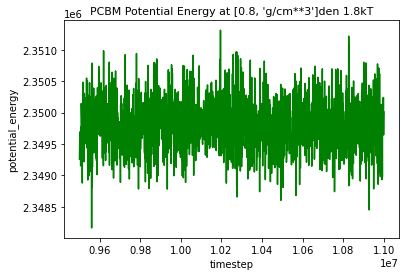 PCBM Potential Energy at [0.8, 'g/cm**3']den 1.8kT
1e6
2.3510
2.3505
2.3500
2.3495
2.3490
2.3485
potential_energy
0.96 0.98 1.00 1.02 1.04 1.06 1.08 1.10
1e7
timestep